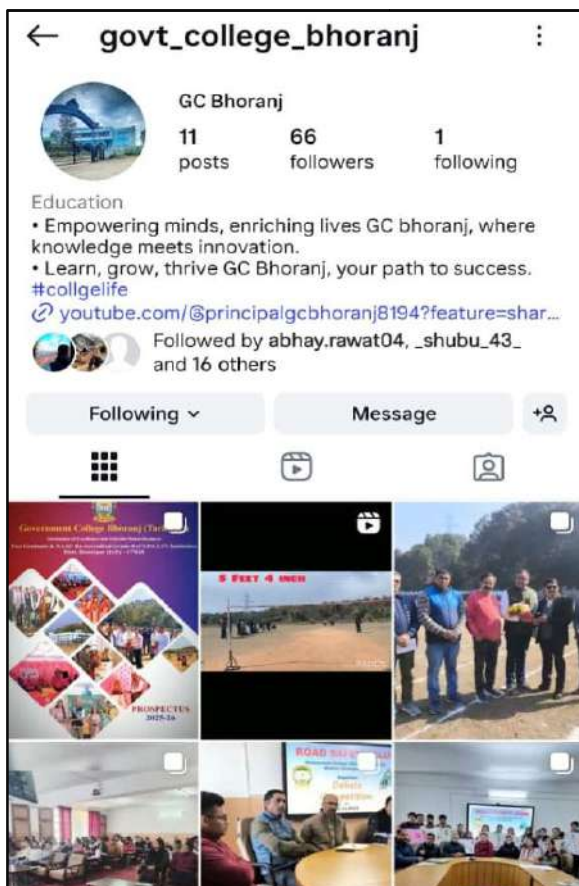 govt_college_bhoranj
GC Bhoranj
11 66 1
posts followers following
Education
• Empowering minds, enriching lives GC bhoranj, where
knowledge meets innovation.
• Learn, grow, thrive GC Bhoranj, your path to success.
#collgelife
youtube.com/@principalgcbhoranj8194?feature=shar...
Followed by abhay.rawat04, _shubu_43_
and 16 others
Following Message
Government College Bhoranj
PROSPECTUS
2025-26
5 FEET 4 INCH
ROAD SAFETY